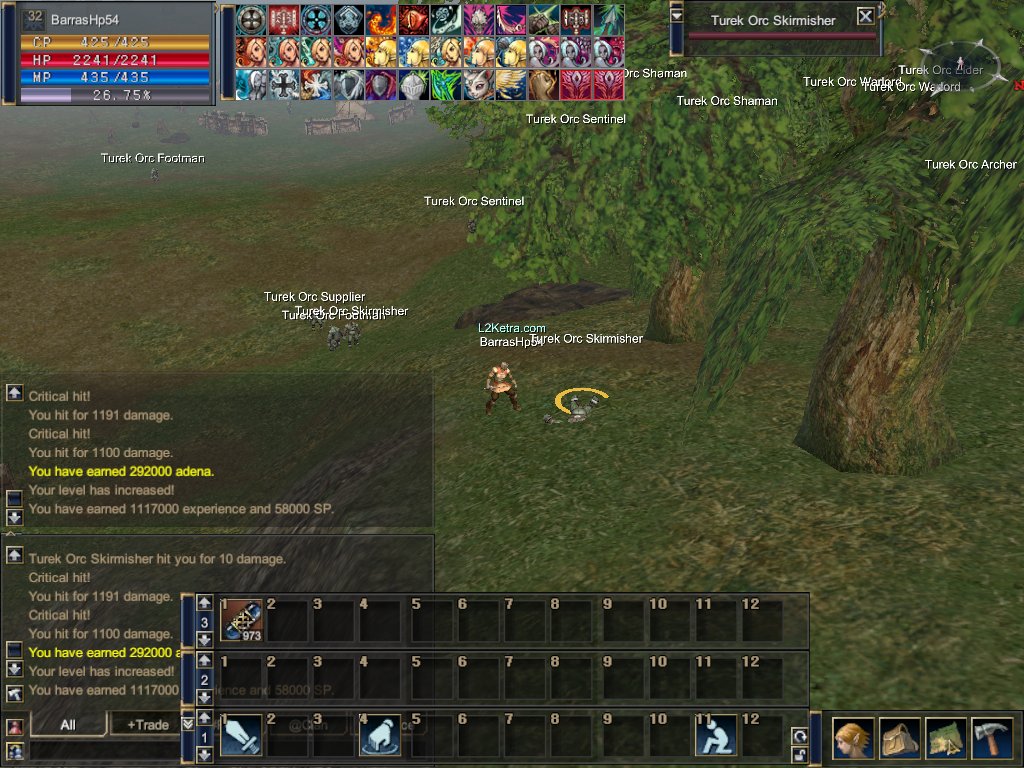 32 BarrasHp54
CP 425/425
HP 2241/2241
MP 435/435
26.75%
Turek Orc Skirmisher
Orc Shaman
Turek Orc Elder
Turek Orc Warlord
Turek Orc Warlord
N
Turek Orc Shaman
Turek Orc Sentinel
Turek Orc Footman
Turek Orc Archer
Turek Orc Sentinel
Turek Orc Supplier
Turek Orc Skirmisher
Turek Orc Footman
L2Ketra.com
BarrasHp54
Turek Orc Skirmisher
Critical hit!
You hit for 1191 damage.
Critical hit!
You hit for 1100 damage.
You have earned 292000 adena.
Your level has increased!
You have earned 1117000 experience and 58000 SP.
Turek Orc Skirmisher hit you for 10 damage.
Critical hit!
You hit for 1191 damage.
Critical hit!
You hit for 1100 damage.
You have earned 292000 a
Your level has increased!
You have earned 1117000 experience and 58000 SP.
3 1 2 3 4 5 6 7 8 9 10 11 12
973
2 1 2 3 4 5 6 7 8 9 10 11 12
1 1 2 3 4 5 6 7 8 9 10 11 12
All +Trade @Clan